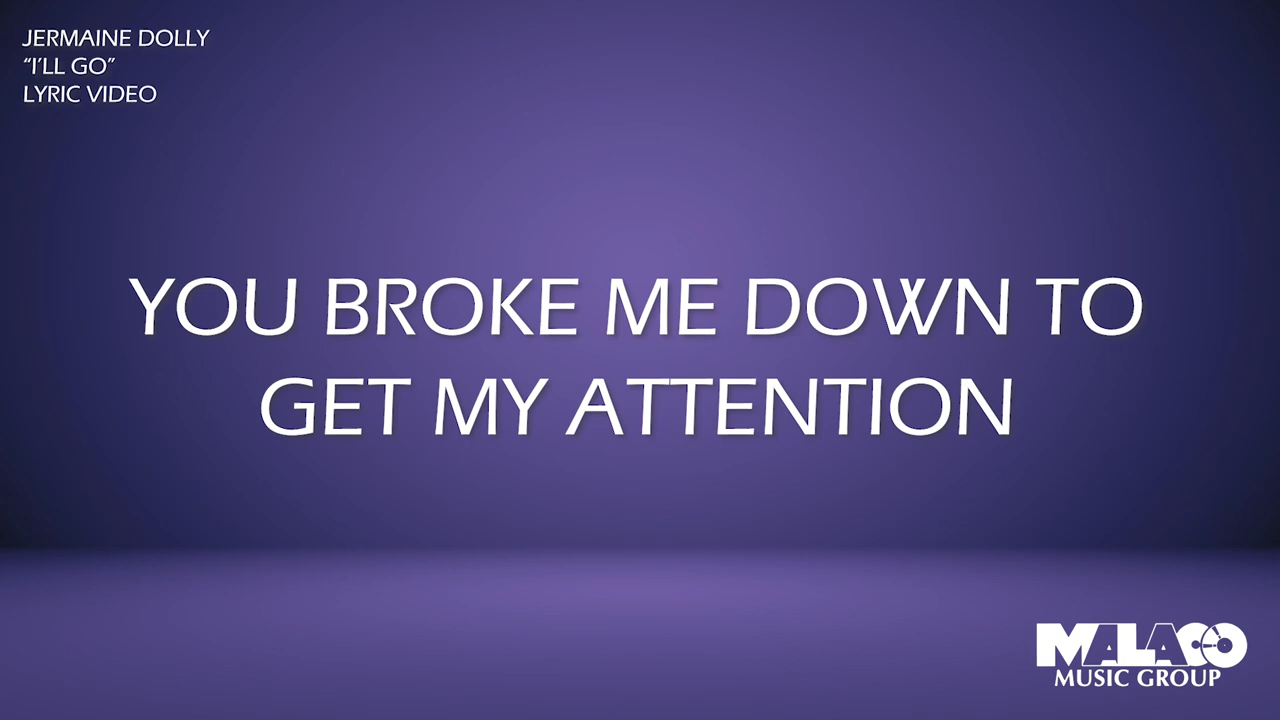 JERMAINE DOLLY
“I’LL GO”
LYRIC VIDEO
YOU BROKE ME DOWN TO
GET MY ATTENTION
MALACO
MUSIC GROUP